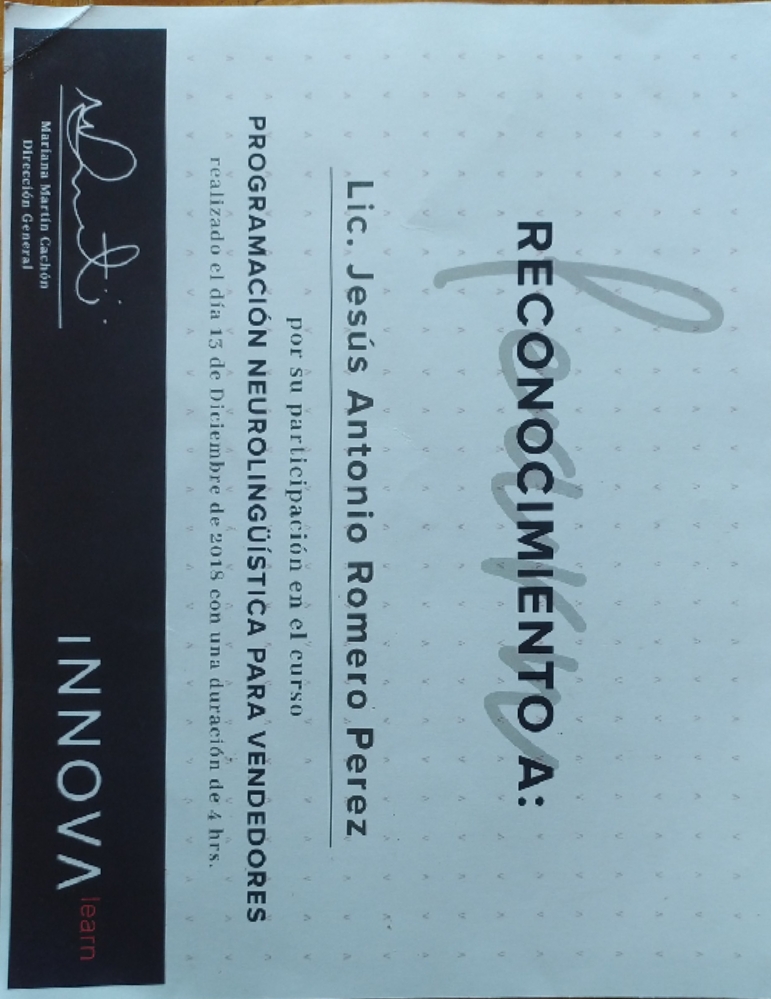 learn
RECONOCIMIENTO A:
Lic. Jesús Antonio Romero Perez
por su participación en el curso
PROGRAMACIÓN NEUROLINGÜÍSTICA PARA VENDEDORES
realizado el día 13 de Diciembre de 2018 con una duración de 4 hrs.
Mariana Martín Cachón
Dirección General
iNNOVA learn